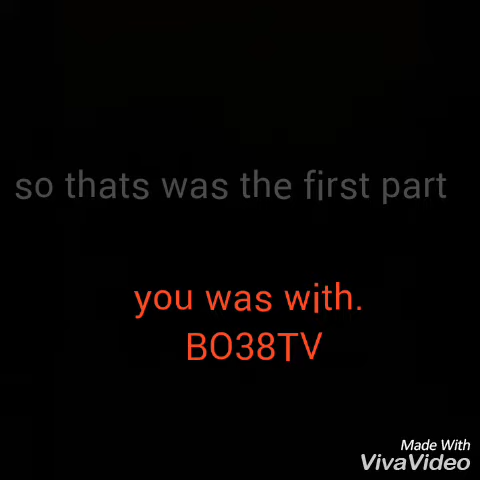 so thats was the first part
you was with.
BO38TV
Made With
VivaVideo